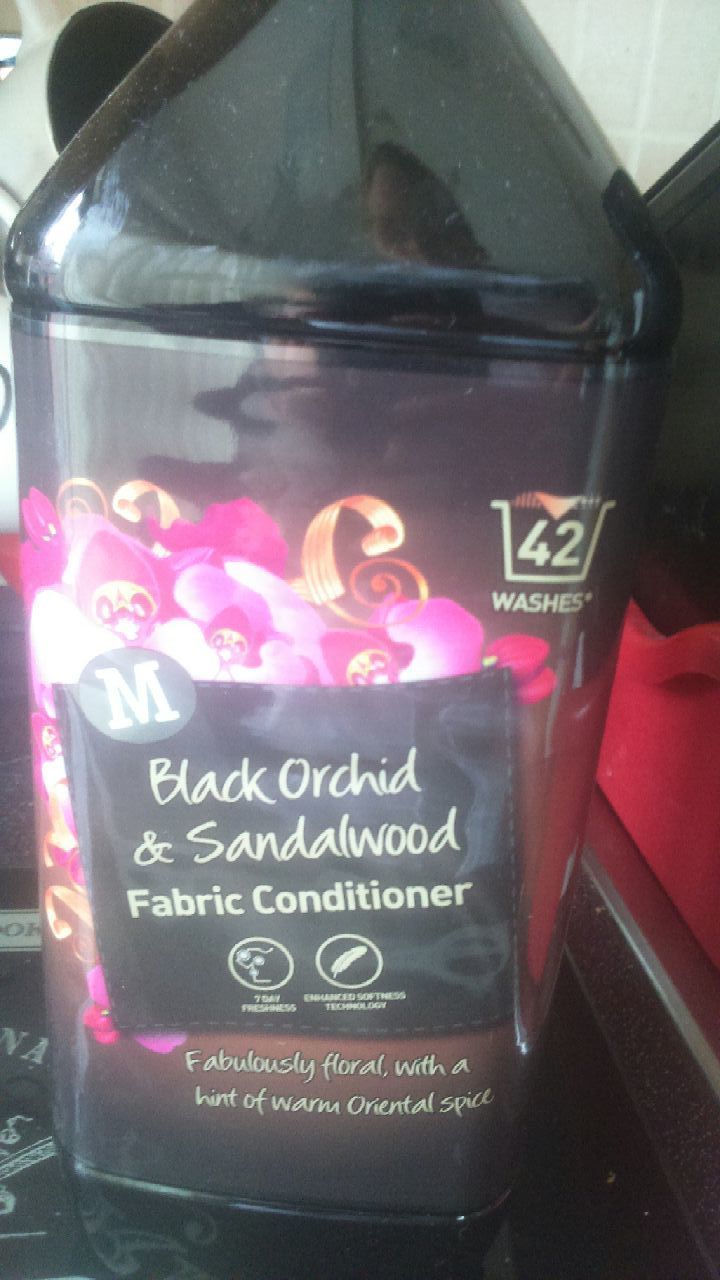 42
WASHES*
M
Black Orchid
& Sandalwood
Fabric Conditioner
7 DAY
FRESHNESS
ENHANCED SOFTNESS
TECHNOLOGY
Fabulously floral, with a
hint of warm Oriental spice